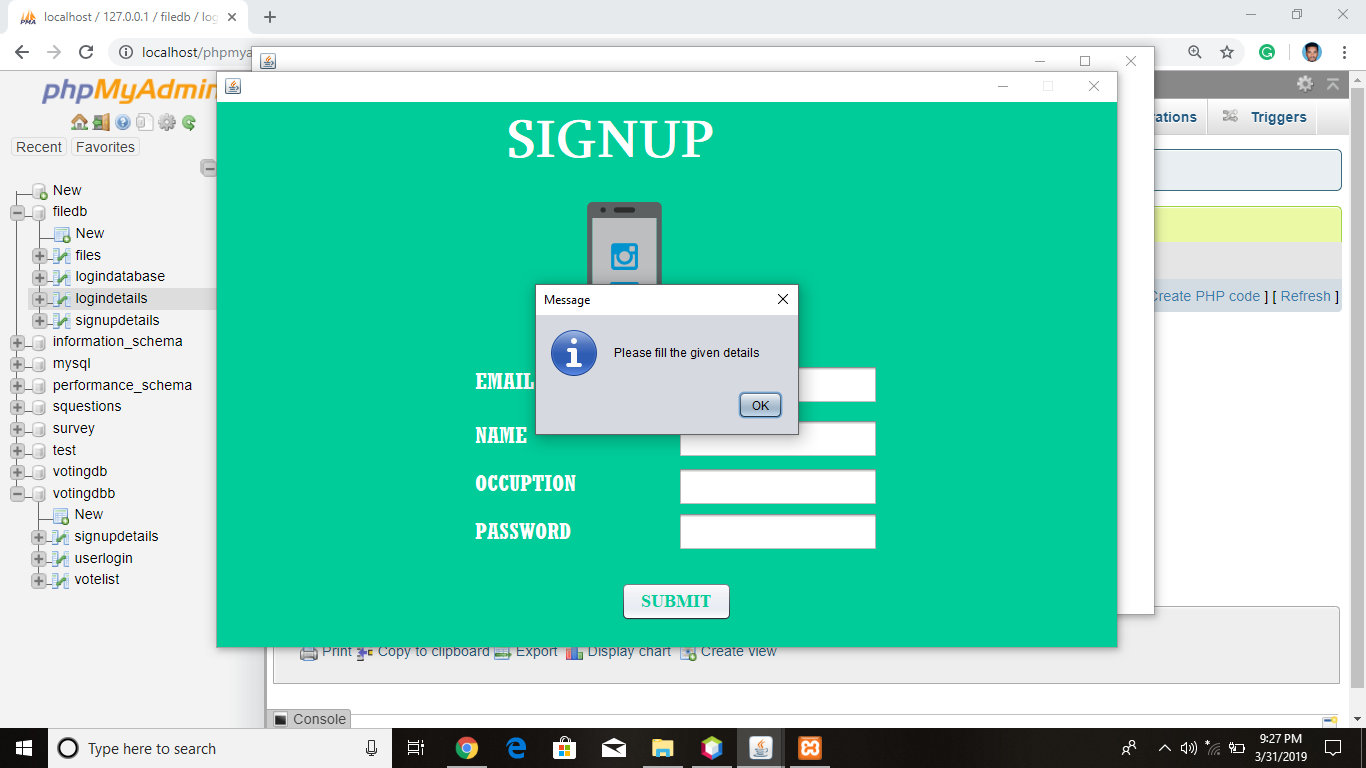 localhost / 127.0.0.1 / filedb / log
localhost/phpmya
phpMyAdmin
Recent
Favorites
New
filedb
New
files
logindatabase
logindetails
signupdetails
information_schema
mysql
performance_schema
squestions
survey
test
votingdb
votingdbb
New
signupdetails
userlogin
votelist
ations
Triggers
Create PHP code ] [ Refresh ]
SIGNUP
Message
Please fill the given details
OK
EMAIL
NAME
OCCUPTION
PASSWORD
SUBMIT
Print
Copy to clipboard
Export
Display chart
Create view
Console
Type here to search
9:27 PM
3/31/2019